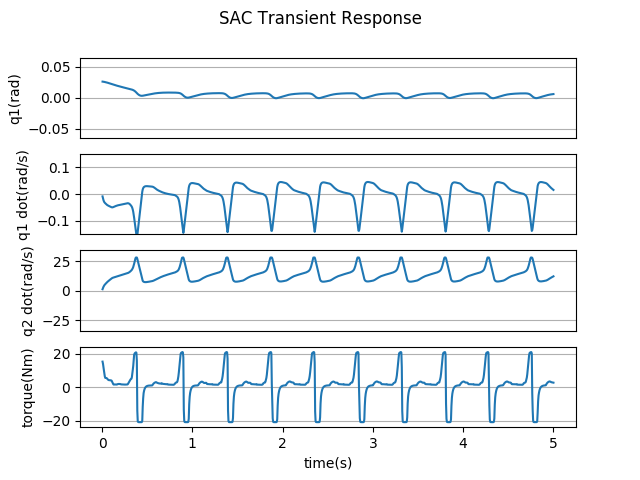 SAC Transient Response
q1(rad)
0.05
0.00
−0.05
q1 dot(rad/s)
0.1
0.0
−0.1
q2 dot(rad/s)
25
0
−25
torque(Nm)
20
0
−20
0 1 2 3 4 5
time(s)